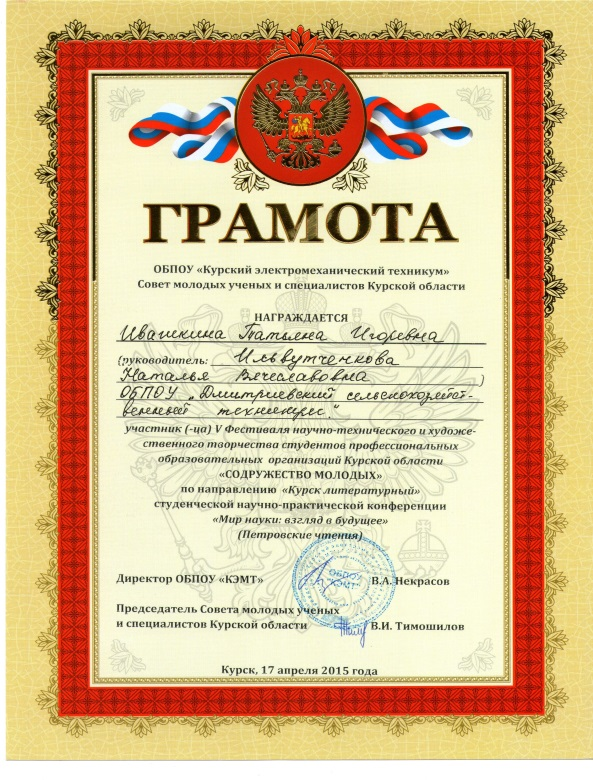 ГРАМОТА
ОБПОУ «Курский электромеханический техникум»
Совет молодых ученых и специалистов Курской области
НАГРАЖДАЕТСЯ
Ивашкина Татьяна Игоревна
(руководитель:
Наталья Вячеславовна )
ОБПОУ „Дмитриевский сельскохозяйст-
венный техникум."
участник (-ца) V Фестиваля научно-технического и художе-
ственного творчества студентов профессиональных
образовательных организаций Курской области
«СОДРУЖЕСТВО МОЛОДЫХ»
по направлению «Курск литературный»
студенческой научно-практической конференции
«Мир науки: взгляд в будущее»
(Петровские чтения)
Директор ОБПОУ «КЭМТ» В.А. Некрасов
ОБПОУ
"КЭМТ"
Председатель Совета молодых ученых
и специалистов Курской области В.И. Тимошилов
Курск, 17 апреля 2015 года